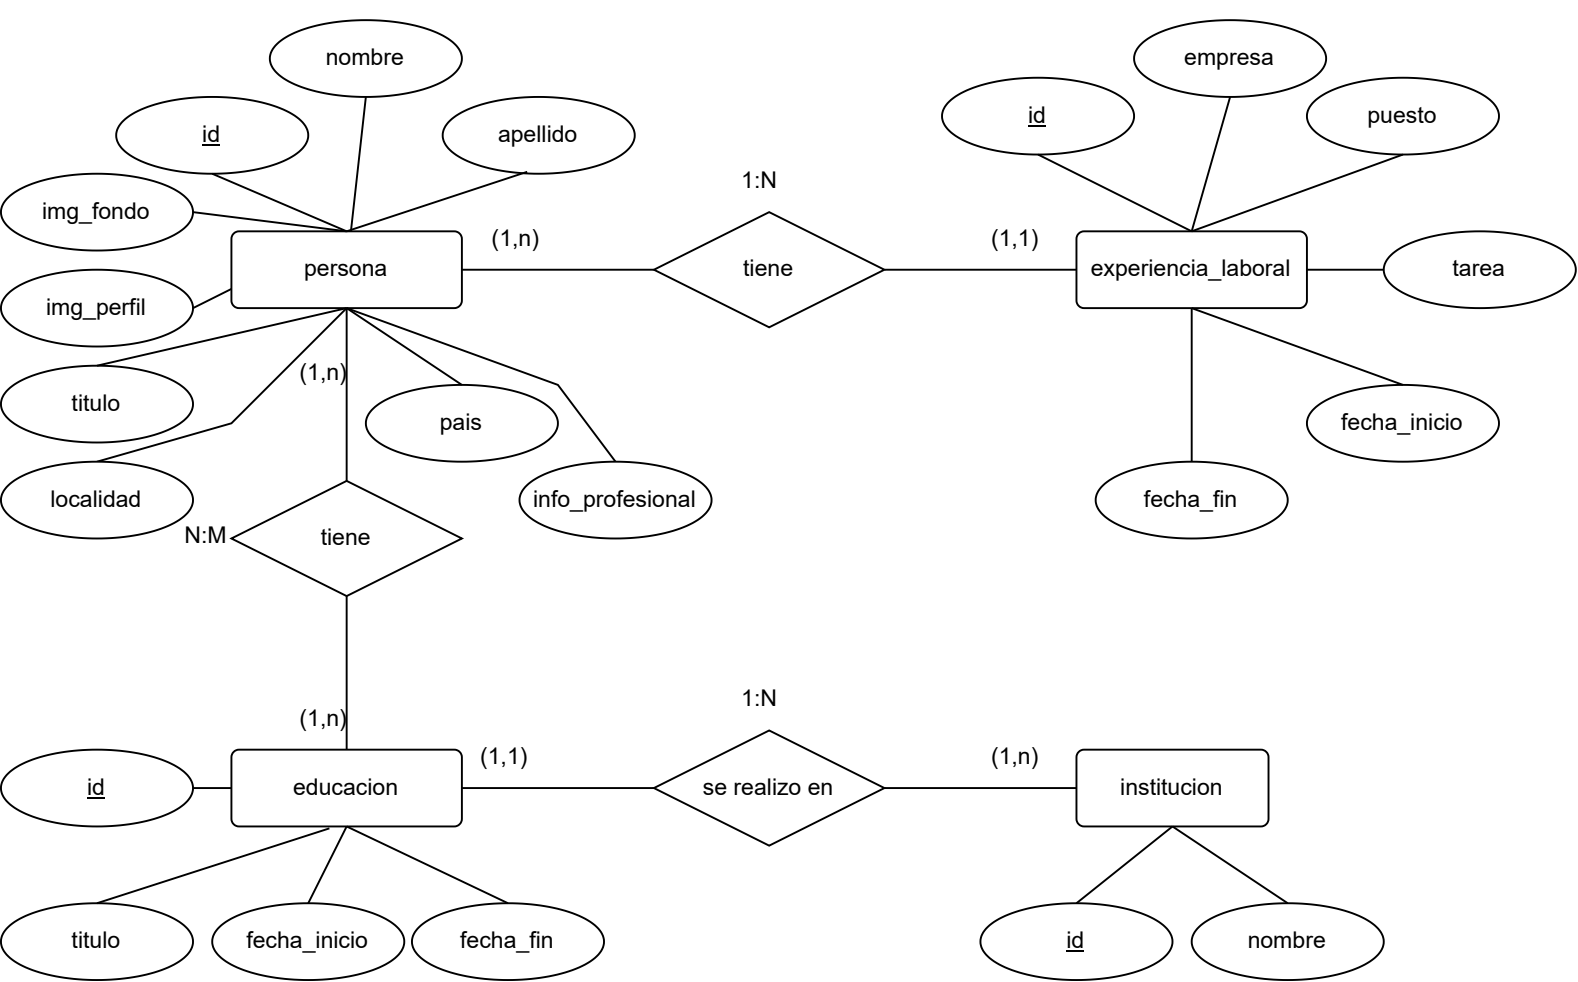 nombre
empresa
id
apellido
id
puesto
1:N
img_fondo
(1,n)
(1,1)
persona
tiene
experiencia_laboral
tarea
img_perfil
(1,n)
titulo
pais
fecha_inicio
localidad
info_profesional
fecha_fin
N:M
tiene
1:N
(1,n)
(1,1)
(1,n)
id
educacion
se realizo en
institucion
titulo
fecha_inicio
fecha_fin
id
nombre